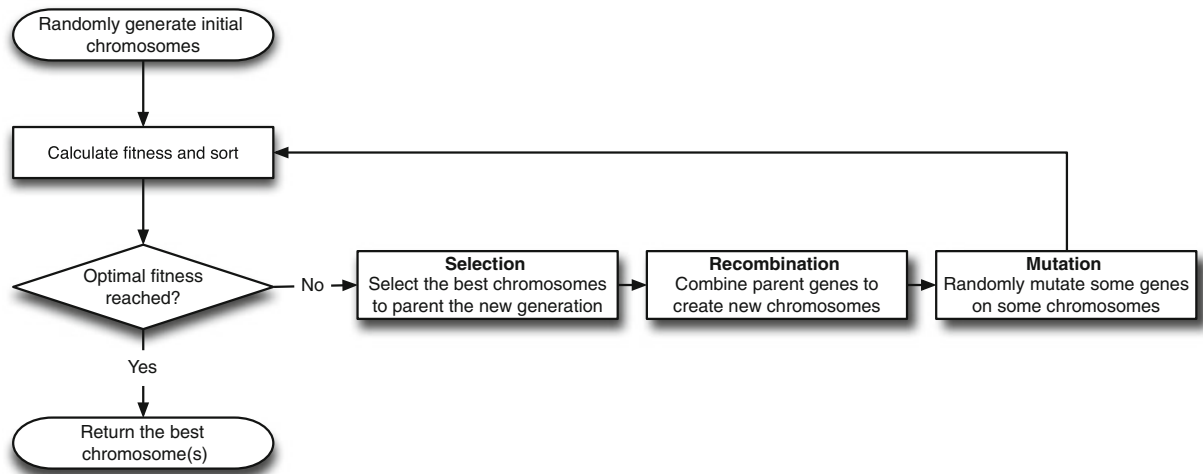 Randomly generate initial
chromosomes
Calculate fitness and sort
Optimal fitness
reached?
No
Selection
Select the best chromosomes
to parent the new generation
Recombination
Combine parent genes to
create new chromosomes
Mutation
Randomly mutate some genes
on some chromosomes
Yes
Return the best
chromosome(s)